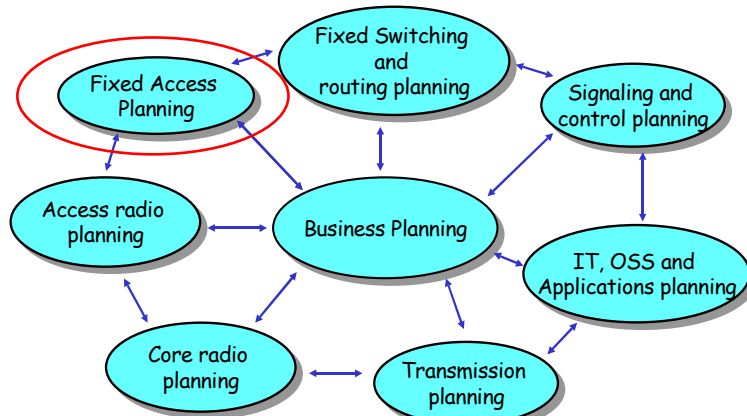 Fixed Switching
and
routing planning
Fixed Access
Planning
Signaling and
control planning
Access radio
planning
Business Planning
IT, OSS and
Applications planning
Core radio
planning
Transmission
planning